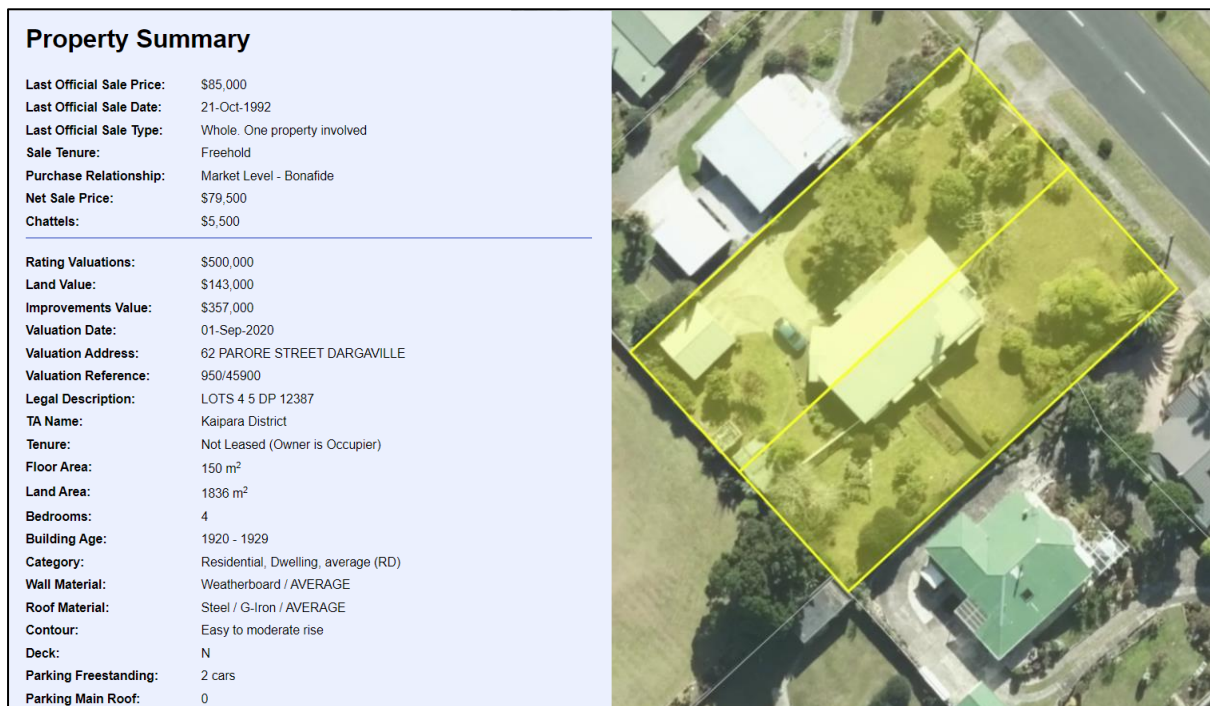 Property Summary
Last Official Sale Price: $85,000
Last Official Sale Date: 21-Oct-1992
Last Official Sale Type: Whole. One property involved
Sale Tenure: Freehold
Purchase Relationship: Market Level - Bonafide
Net Sale Price: $79,500
Chattels: $5,500
Rating Valuations: $500,000
Land Value: $143,000
Improvements Value: $357,000
Valuation Date: 01-Sep-2020
Valuation Address: 62 PARORE STREET DARGAVILLE
Valuation Reference: 950/45900
Legal Description: LOTS 4 5 DP 12387
TA Name: Kaipara District
Tenure: Not Leased (Owner is Occupier)
Floor Area: 150 m²
Land Area: 1836 m²
Bedrooms: 4
Building Age: 1920 - 1929
Category: Residential, Dwelling, average (RD)
Wall Material: Weatherboard / AVERAGE
Roof Material: Steel / G-Iron / AVERAGE
Contour: Easy to moderate rise
Deck: N
Parking Freestanding: 2 cars
Parking Main Roof: 0